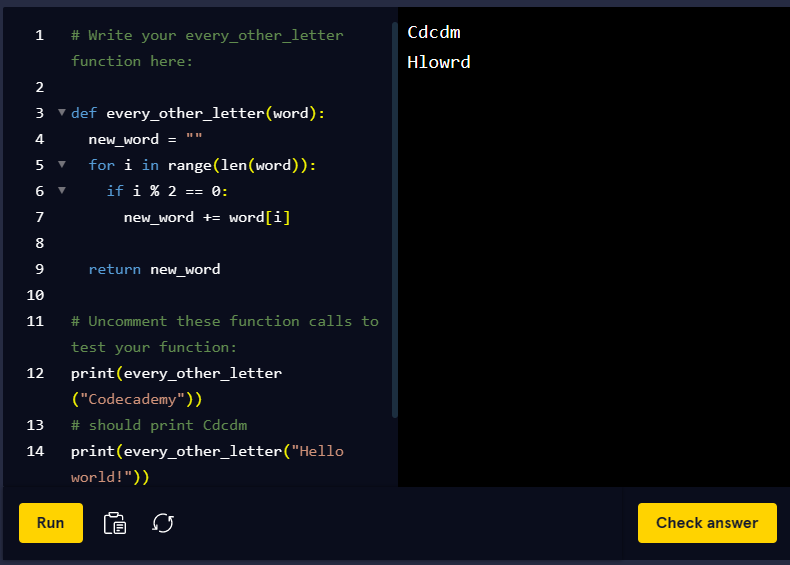 1 # Write your every_other_letter
function here:
2
3 def every_other_letter(word):
4 new_word = ""
5 for i in range(len(word)):
6 if i % 2 == 0:
7 new_word += word[i]
8
9 return new_word
10
11 # Uncomment these function calls to
test your function:
12 print(every_other_letter
("Codecademy"))
13 # should print Cdcdm
14 print(every_other_letter("Hello
world!"))
Cdcdm
Hlowrd
Run
Check answer